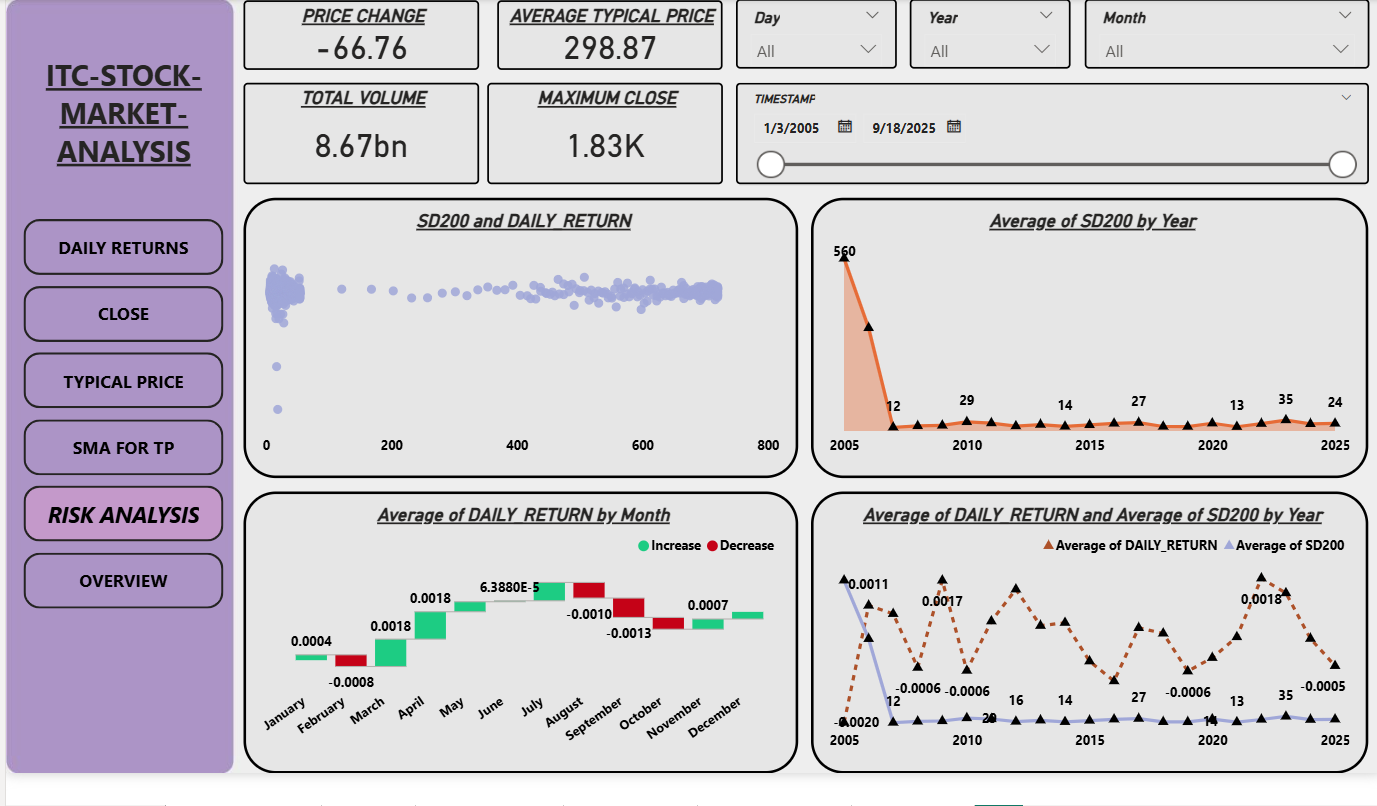 ITC-STOCK-
MARKET-
ANALYSIS
DAILY RETURNS
CLOSE
TYPICAL PRICE
SMA FOR TP
RISK ANALYSIS
OVERVIEW
PRICE CHANGE
-66.76
AVERAGE TYPICAL PRICE
298.87
Day
All
Year
All
Month
All
TOTAL VOLUME
8.67bn
MAXIMUM CLOSE
1.83K
TIMESTAMP
1/3/2005 9/18/2025
SD200 and DAILY_RETURN
0 200 400 600 800
Average of SD200 by Year
560
12 29 14 27 13 35 24
2005 2010 2015 2020 2025
Average of DAILY_RETURN by Month
Increase Decrease
0.0004
-0.0008
0.0018
0.0018
6.3880E-5
-0.0010
-0.0013
0.0007
January February March April May June July August September October November December
Average of DAILY_RETURN and Average of SD200 by Year
Average of DAILY_RETURN Average of SD200
0.0011 0.0017 0.0018
-0.0006 -0.0006 -0.0006 -0.0005
12 16 14 27 13 35
-0.0020 29 14
2005 2010 2015 2020 2025